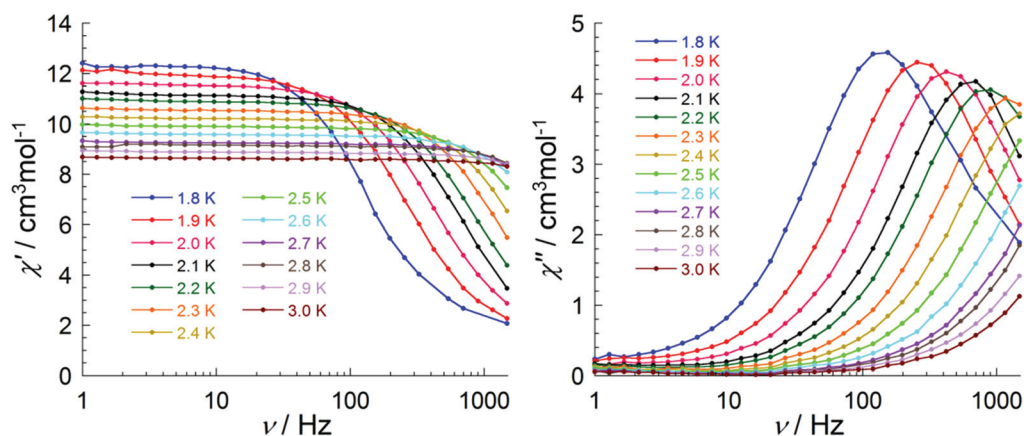 14
12
10
8
6
4
2
0
χ′ / cm³mol⁻¹
1.8 K
1.9 K
2.0 K
2.1 K
2.2 K
2.3 K
2.4 K
2.5 K
2.6 K
2.7 K
2.8 K
2.9 K
3.0 K
1 10 100 1000
ν / Hz
5
4
3
2
1
0
χ″ / cm³mol⁻¹
1.8 K
1.9 K
2.0 K
2.1 K
2.2 K
2.3 K
2.4 K
2.5 K
2.6 K
2.7 K
2.8 K
2.9 K
3.0 K
1 10 100 1000
ν / Hz